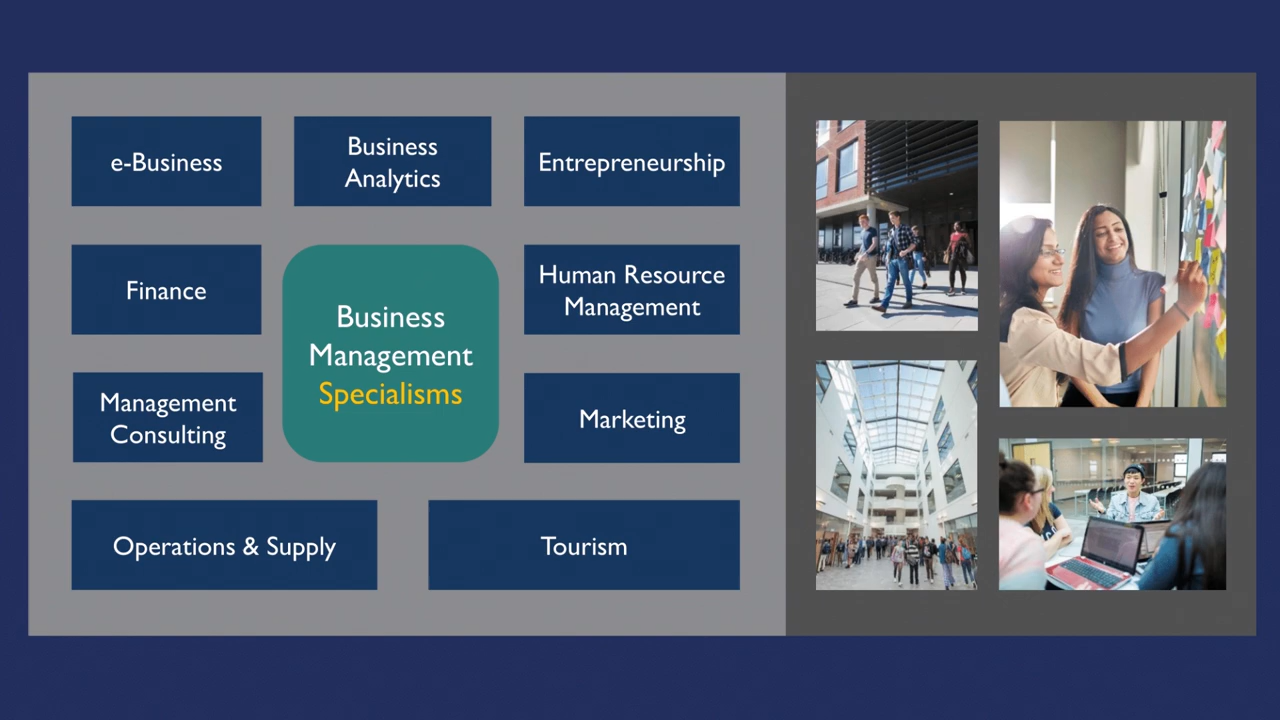 e-Business
Business
Analytics
Entrepreneurship
Finance
Business
Management
Specialisms
Human Resource
Management
Management
Consulting
Marketing
Operations & Supply
Tourism